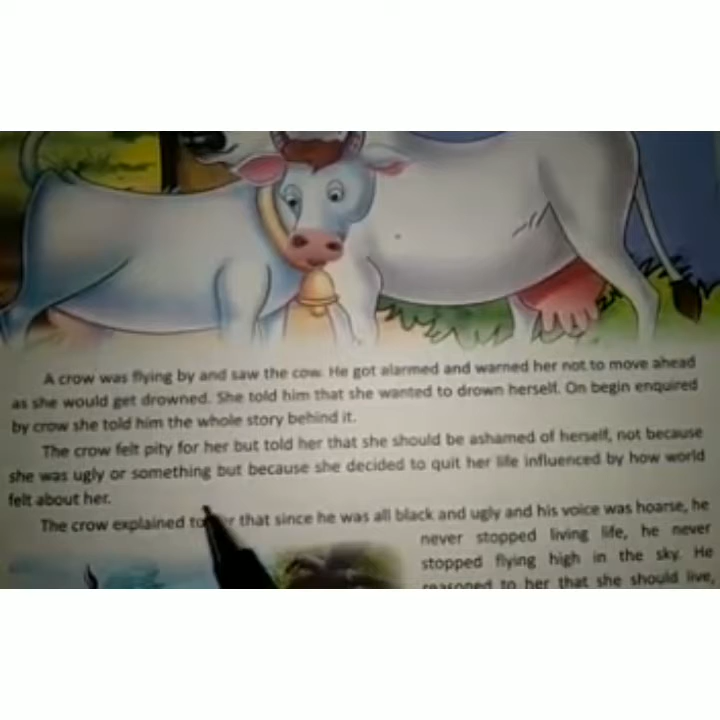 A crow was flying by and saw the cow. He got alarmed and warned her not to move ahead
as she would get drowned. She told him that she wanted to drown herself. On begin enquired
by crow she told him the whole story behind it.
The crow felt pity for her but told her that she should be ashamed of herself, not because
she was ugly or something but because she decided to quit her life influenced by how world
felt about her.
The crow explained to that since he was all black and ugly and his voice was hoarse, he
never stopped living life, he never
stopped flying high in the sky. He
reasoned to her that she should live,